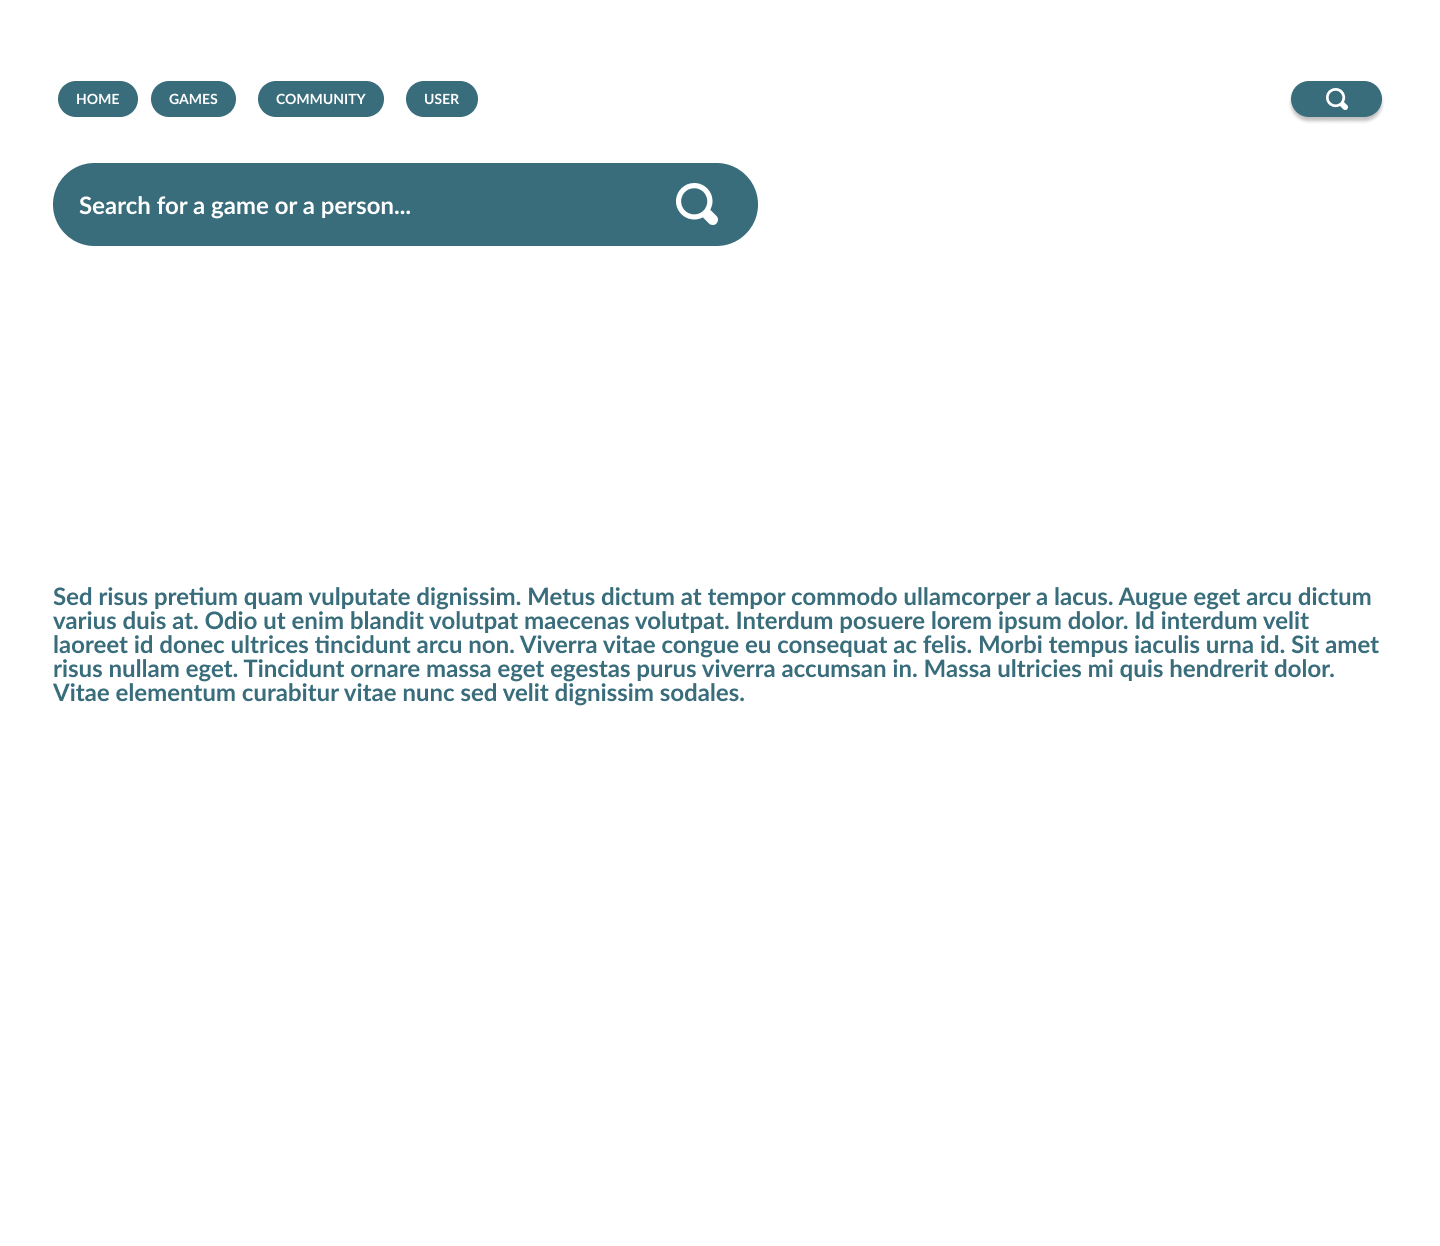 HOME GAMES COMMUNITY USER
Search for a game or a person...
Sed risus pretium quam vulputate dignissim. Metus dictum at tempor commodo ullamcorper a lacus. Augue eget arcu dictum
varius duis at. Odio ut enim blandit volutpat maecenas volutpat. Interdum posuere lorem ipsum dolor. Id interdum velit
laoreet id donec ultrices tincidunt arcu non. Viverra vitae congue eu consequat ac felis. Morbi tempus iaculis urna id. Sit amet
risus nullam eget. Tincidunt ornare massa eget egestas purus viverra accumsan in. Massa ultricies mi quis hendrerit dolor.
Vitae elementum curabitur vitae nunc sed velit dignissim sodales.